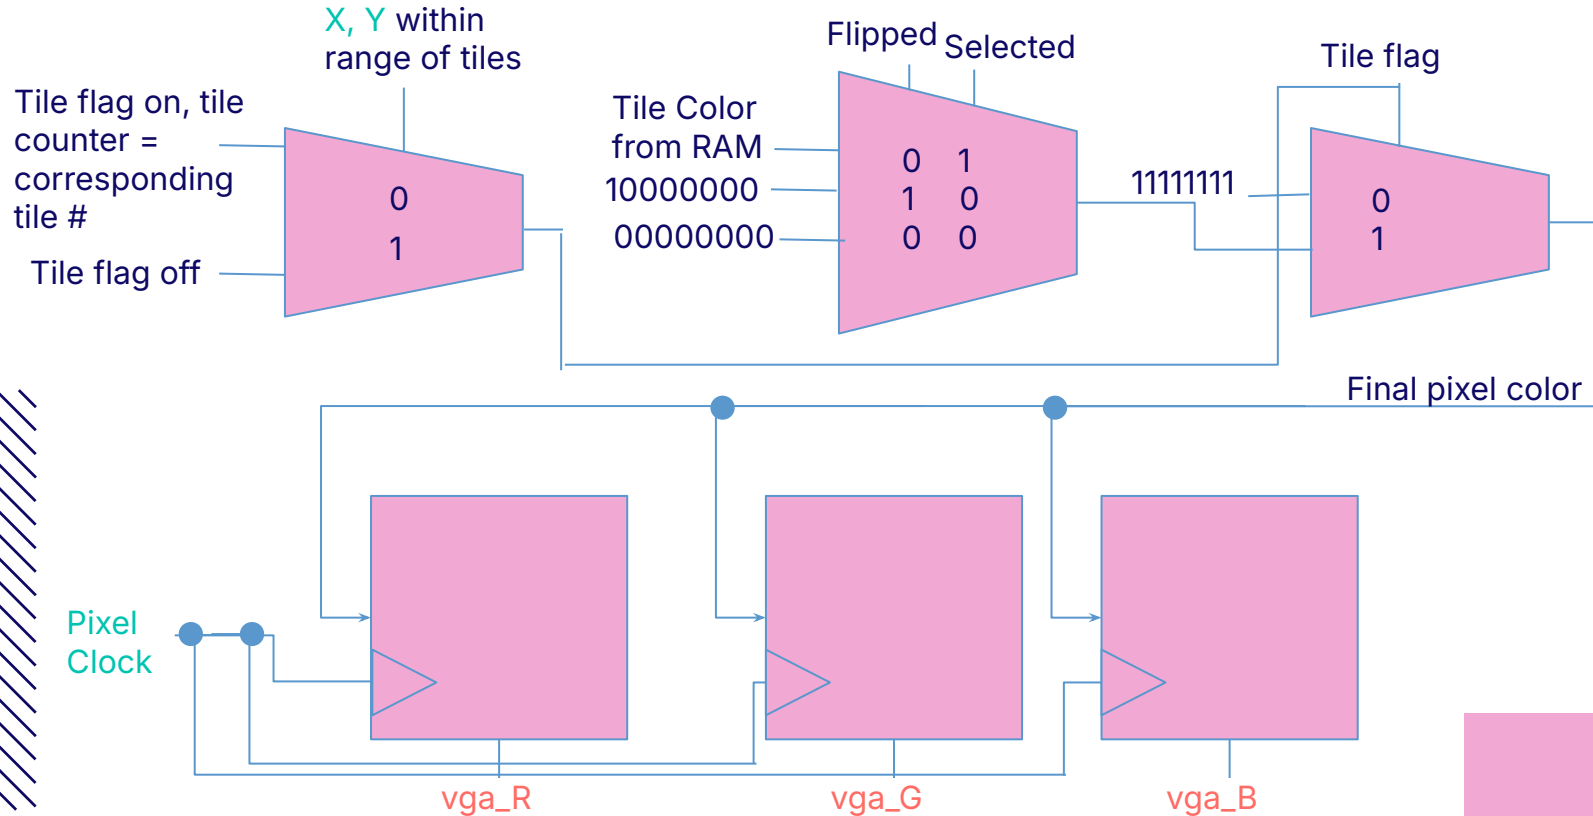 X, Y within
range of tiles
Tile flag on, tile
counter =
corresponding
tile #
Tile flag off
0
1
Flipped
Selected
Tile Color
from RAM
10000000
00000000
0 1
1 0
0 0
Tile flag
11111111
0
1
Final pixel color
Pixel
Clock
vga_R
vga_G
vga_B